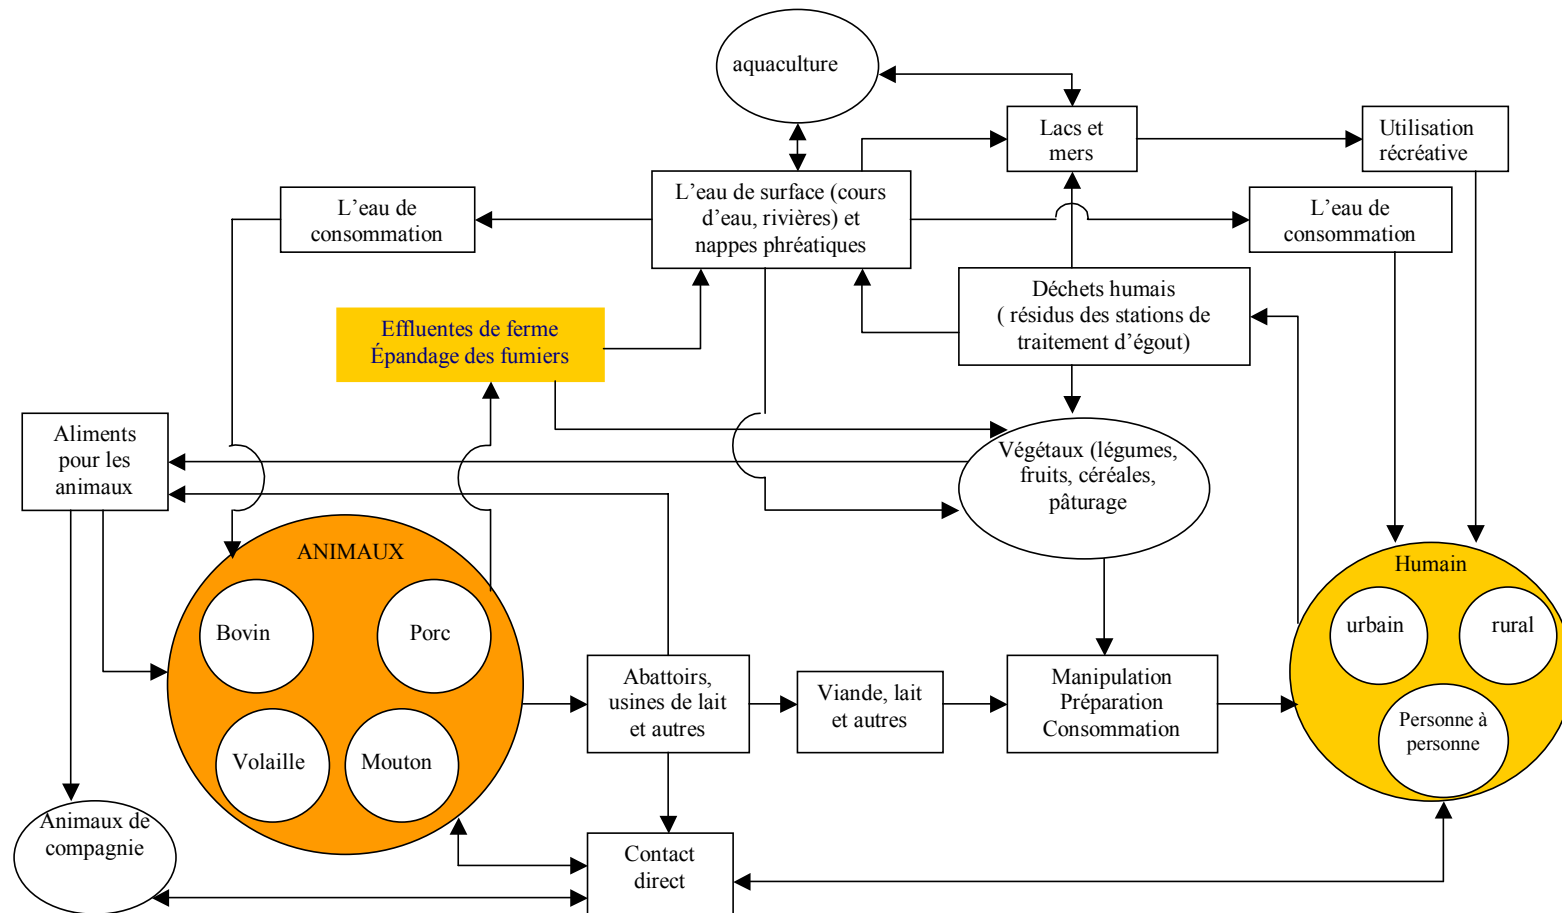 aquaculture
Lacs et
mers
Utilisation
récréative
L’eau de
consommation
L’eau de surface (cours
d’eau, rivières) et
nappes phréatiques
L’eau de
consommation
Déchets humais
( résidus des stations de
traitement d’égout)
Effluentes de ferme
Épandage des fumiers
Aliments
pour les
animaux
Végétaux (légumes,
fruits, céréales,
pâturage
ANIMAUX
Bovin
Porc
Volaille
Mouton
Humain
urbain
rural
Personne à
personne
Abattoirs,
usines de lait
et autres
Viande, lait
et autres
Manipulation
Préparation
Consommation
Animaux de
compagnie
Contact
direct